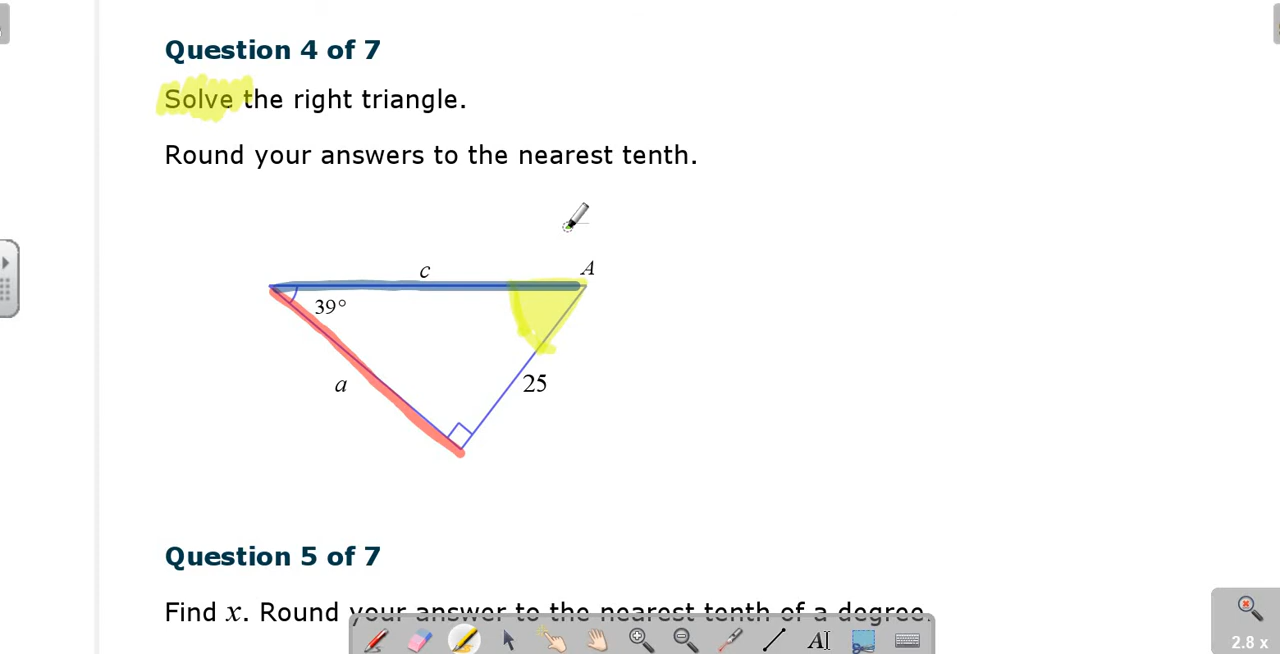 Question 4 of 7
Solve the right triangle.
Round your answers to the nearest tenth.
c
A
39°
a
25
Question 5 of 7
Find x. Round your answer to the nearest tenth of a degree.
A
2.8 x